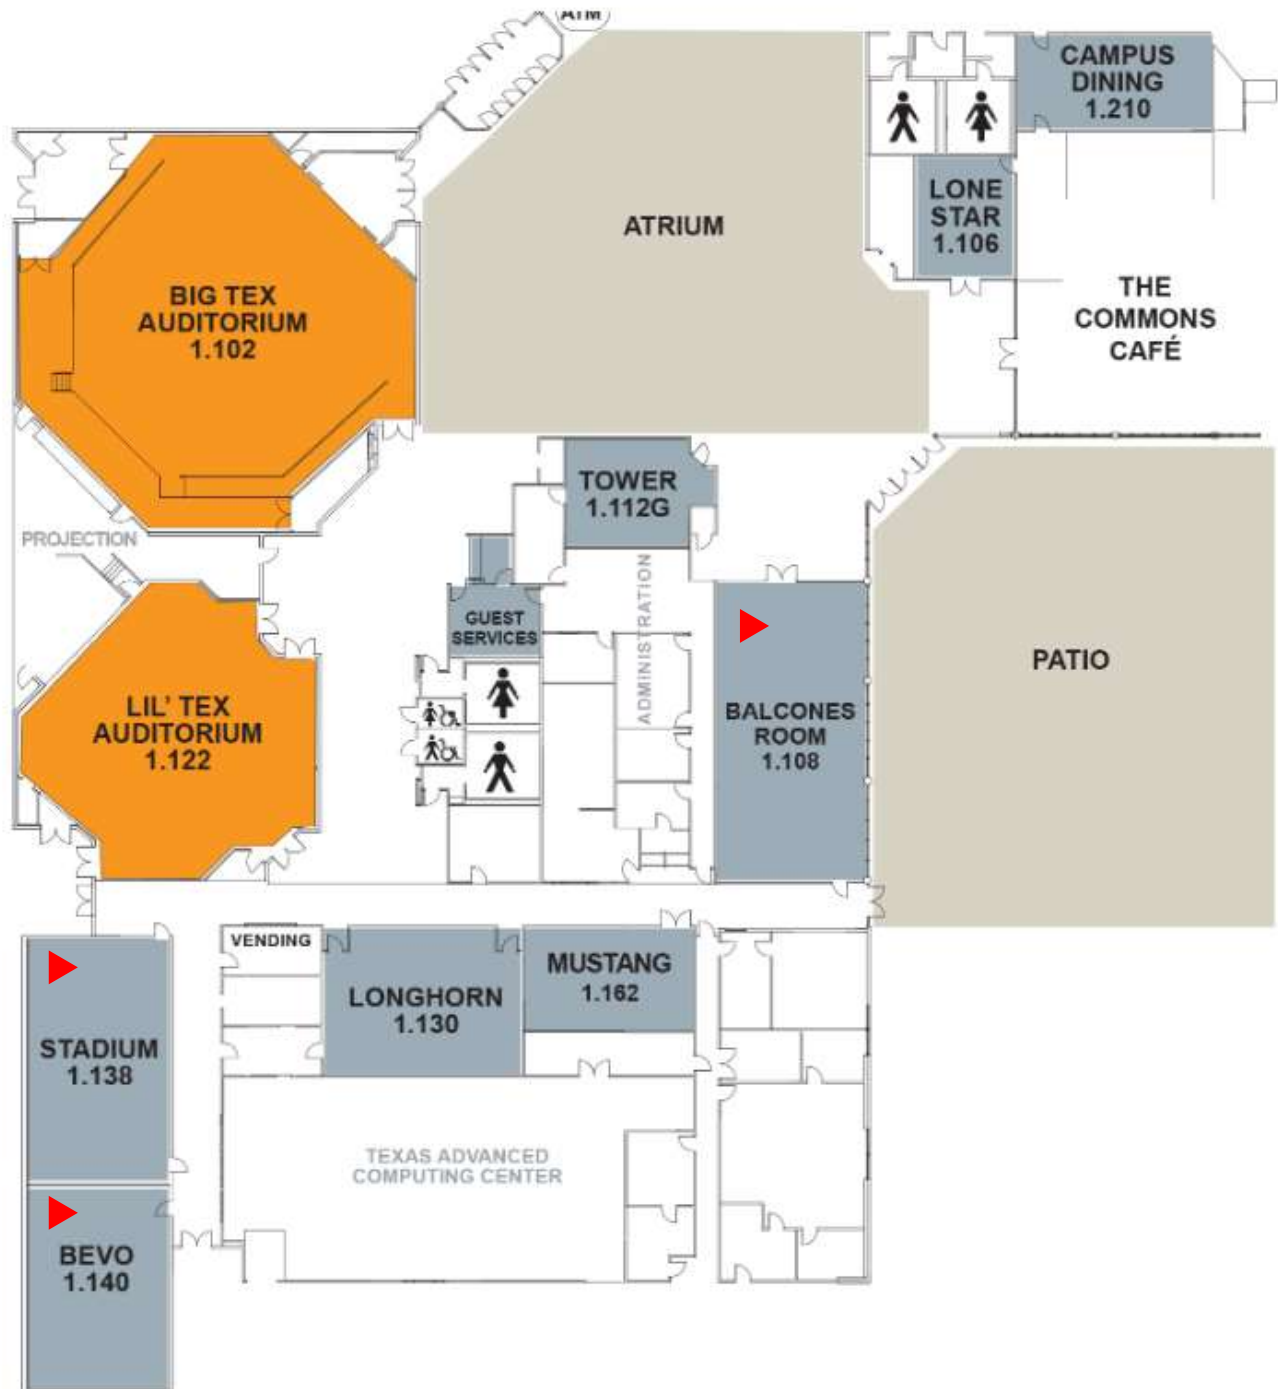 ATM
CAMPUS
DINING
1.210
LONE
STAR
1.106
ATRIUM
THE
COMMONS
CAFÉ
BIG TEX
AUDITORIUM
1.102
TOWER
1.112G
PROJECTION
ADMINISTRATION
GUEST
SERVICES
PATIO
BALCONES
ROOM
1.108
LIL' TEX
AUDITORIUM
1.122
VENDING
LONGHORN
1.130
MUSTANG
1.162
STADIUM
1.138
TEXAS ADVANCED
COMPUTING CENTER
BEVO
1.140